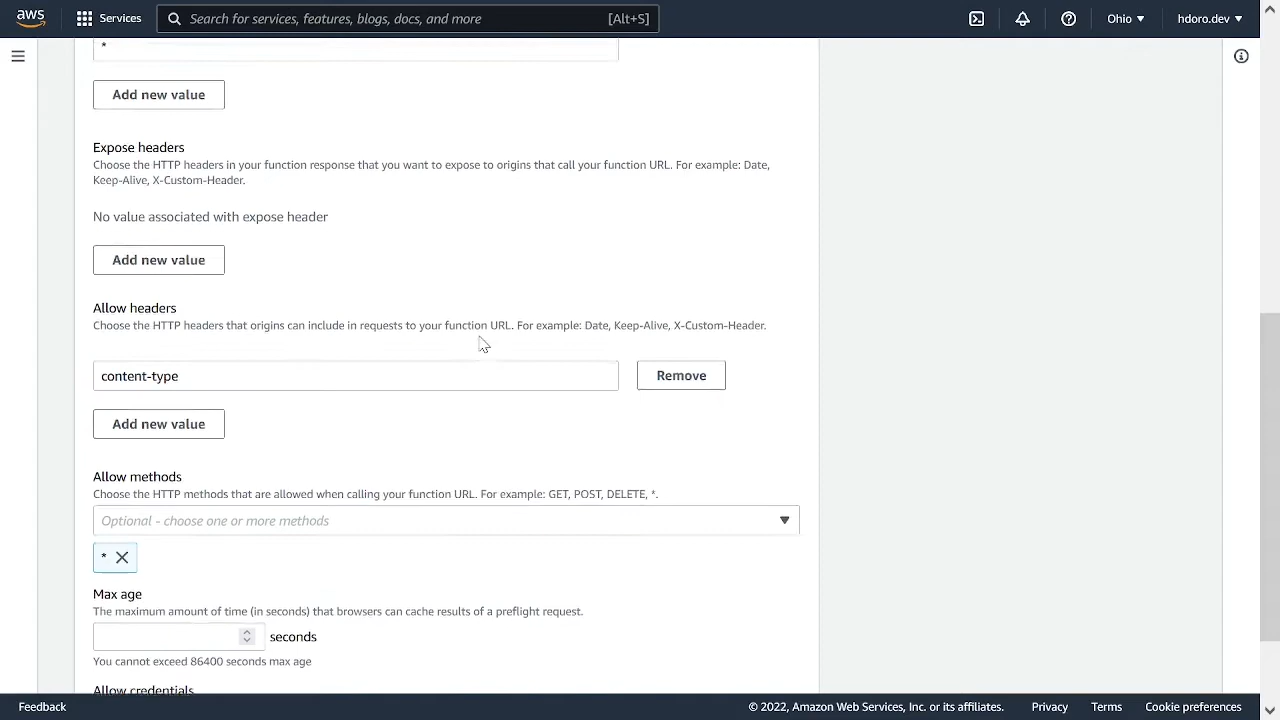 aws
Services
Search for services, features, blogs, docs, and more
[Alt+S]
Ohio
hdoro.dev
*
Add new value
Expose headers
Choose the HTTP headers in your function response that you want to expose to origins that call your function URL. For example: Date,
Keep-Alive, X-Custom-Header.
No value associated with expose header
Add new value
Allow headers
Choose the HTTP headers that origins can include in requests to your function URL. For example: Date, Keep-Alive, X-Custom-Header.
content-type
Remove
Add new value
Allow methods
Choose the HTTP methods that are allowed when calling your function URL. For example: GET, POST, DELETE, *.
Optional - choose one or more methods
*
Max age
The maximum amount of time (in seconds) that browsers can cache results of a preflight request.
seconds
You cannot exceed 86400 seconds max age
Allow credentials
Feedback
© 2022, Amazon Web Services, Inc. or its affiliates.
Privacy
Terms
Cookie preferences